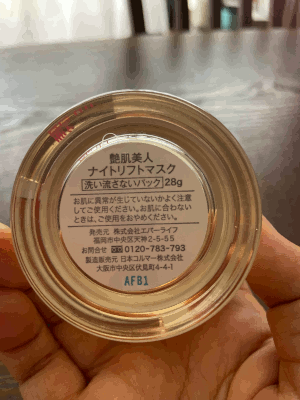 艶肌美人
ナイトリフトマスク
洗い流さないパック 28g
お肌に異常が生じていないかよく注意
してご使用ください。お肌に合わない
ときは、ご使用をおやめください。
発売元 株式会社エバーライフ
福岡市中央区天神2-5-55
お問合せ 0120-783-793
製造販売元 日本コルマー株式会社
大阪市中央区伏見町4-4-1
AFB1